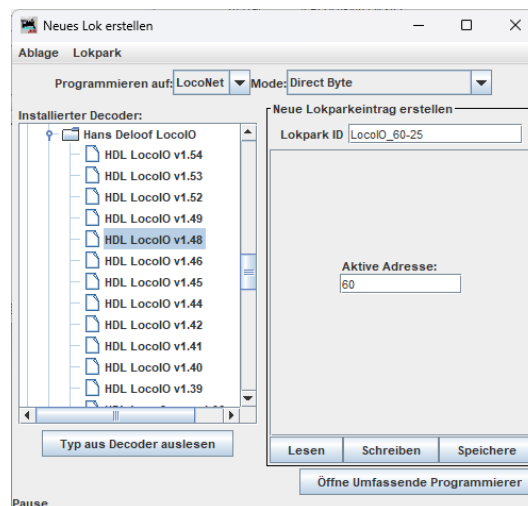 Neues Lok erstellen
Ablage Lokpark
Programmieren auf: LocoNet Mode: Direct Byte
Installierter Decoder:
Hans Deloof LocoIO
HDL LocoIO v1.54
HDL LocoIO v1.53
HDL LocoIO v1.52
HDL LocoIO v1.49
HDL LocoIO v1.48
HDL LocoIO v1.46
HDL LocoIO v1.45
HDL LocoIO v1.44
HDL LocoIO v1.42
HDL LocoIO v1.41
HDL LocoIO v1.40
HDL LocoIO v1.39
Typ aus Decoder auslesen
Neue Lokparkeintrag erstellen
Lokpark ID LocoIO_60-25
Aktive Adresse:
60
Lesen Schreiben Speichere
Öffne Umfassende Programmierer
Pause